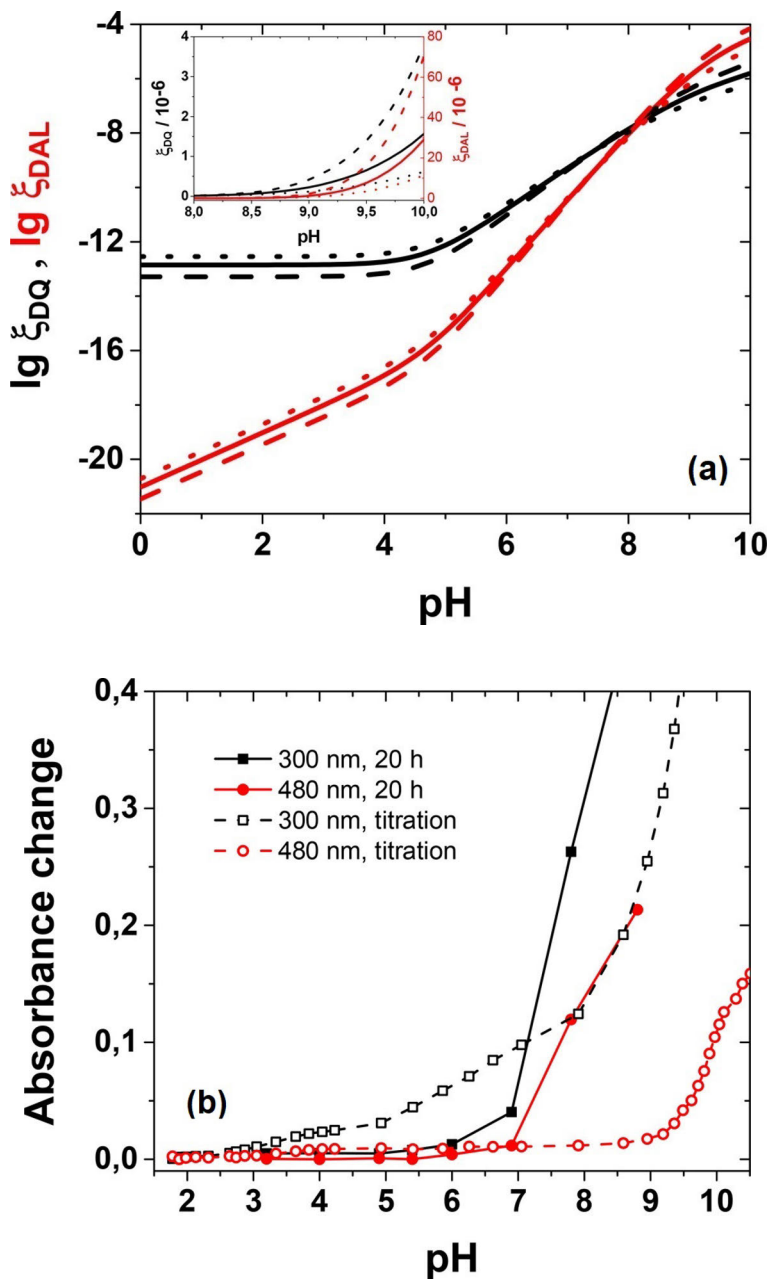 -4
-8
-12
-16
-20
lg ξDQ , lg ξDAL
0 2 4 6 8 10
pH
(a)
4
3
2
1
0
ξDQ / 10-6
80
60
40
20
0
ξDAL / 10 -6
8,0 8,5 9,0 9,5 10,0
pH
0,4
0,3
0,2
0,1
0,0
Absorbance change
300 nm, 20 h
480 nm, 20 h
300 nm, titration
480 nm, titration
(b)
2 3 4 5 6 7 8 9 10
pH